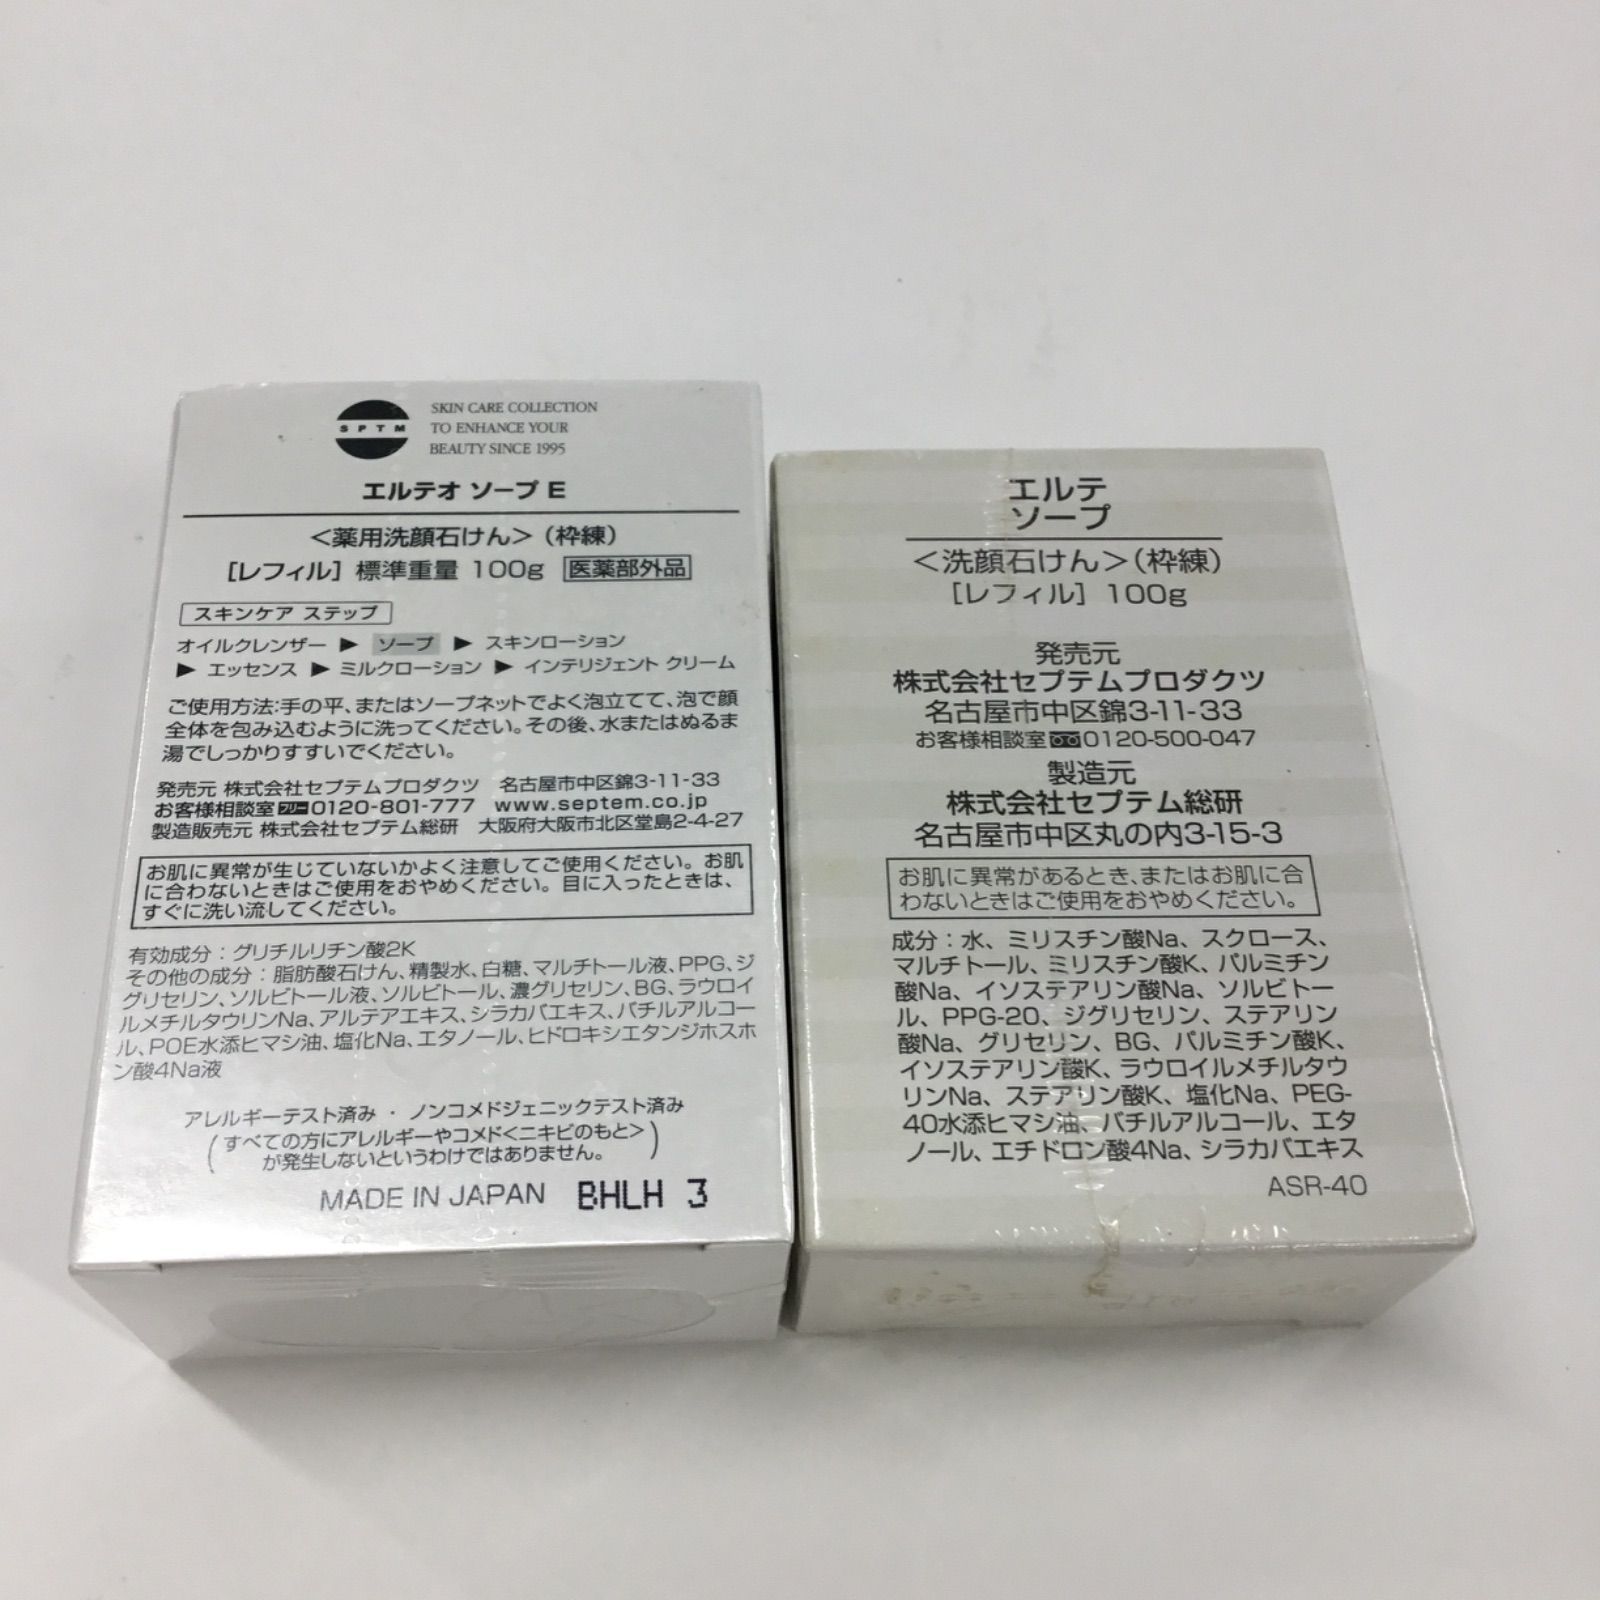 SPTM
SKIN CARE COLLECTION
TO ENHANCE YOUR
BEAUTY SINCE 1995
エルテオ ソープ E
＜薬用洗顔石けん＞（枠練）
［レフィル］標準重量 100g 医薬部外品
スキンケア ステップ
オイルクレンザー ▶ ソープ ▶ スキンローション
▶ エッセンス ▶ ミルクローション ▶ インテリジェント クリーム
ご使用方法:手の平、またはソープネットでよく泡立てて、泡で顔
全体を包み込むように洗ってください。その後、水またはぬるま
湯でしっかりすすいでください。
発売元 株式会社セプテムプロダクツ 名古屋市中区錦3-11-33
お客様相談室 フリー 0120-801-777 www.septem.co.jp
製造販売元 株式会社セプテム総研 大阪府大阪市北区堂島2-4-27
お肌に異常が生じていないかよく注意してご使用ください。お肌
に合わないときはご使用をおやめください。目に入ったときは、
すぐに洗い流してください。
有効成分：グリチルリチン酸2K
その他の成分：脂肪酸石けん、精製水、白糖、マルチトール液、PPG、ジ
グリセリン、ソルビトール液、ソルビトール、濃グリセリン、BG、ラウロイ
ルメチルタウリンNa、アルテアエキス、シラカバエキス、バチルアルコー
ル、POE水添ヒマシ油、塩化Na、エタノール、ヒドロキシエタンジホスホ
ン酸4Na液
アレルギーテスト済み・ノンコメドジェニックテスト済み
（すべての方にアレルギーやコメド＜ニキビのもと＞
が発生しないというわけではありません。）
MADE IN JAPAN BHLH 3
エルテ
ソープ
＜洗顔石けん＞（枠練）
［レフィル］100g
発売元
株式会社セプテムプロダクツ
名古屋市中区錦3-11-33
お客様相談室 0120-500-047
製造元
株式会社セプテム総研
名古屋市中区丸の内3-15-3
お肌に異常があるとき、またはお肌に合
わないときはご使用をおやめください。
成分：水、ミリスチン酸Na、スクロース、
マルチトール、ミリスチン酸K、パルミチン
酸Na、イソステアリン酸Na、ソルビトー
ル、PPG-20、ジグリセリン、ステアリン
酸Na、グリセリン、BG、パルミチン酸K、
イソステアリン酸K、ラウロイルメチルタウ
リンNa、ステアリン酸K、塩化Na、PEG-
40水添ヒマシ油、バチルアルコール、エタ
ノール、エチドロン酸4Na、シラカバエキス
ASR-40